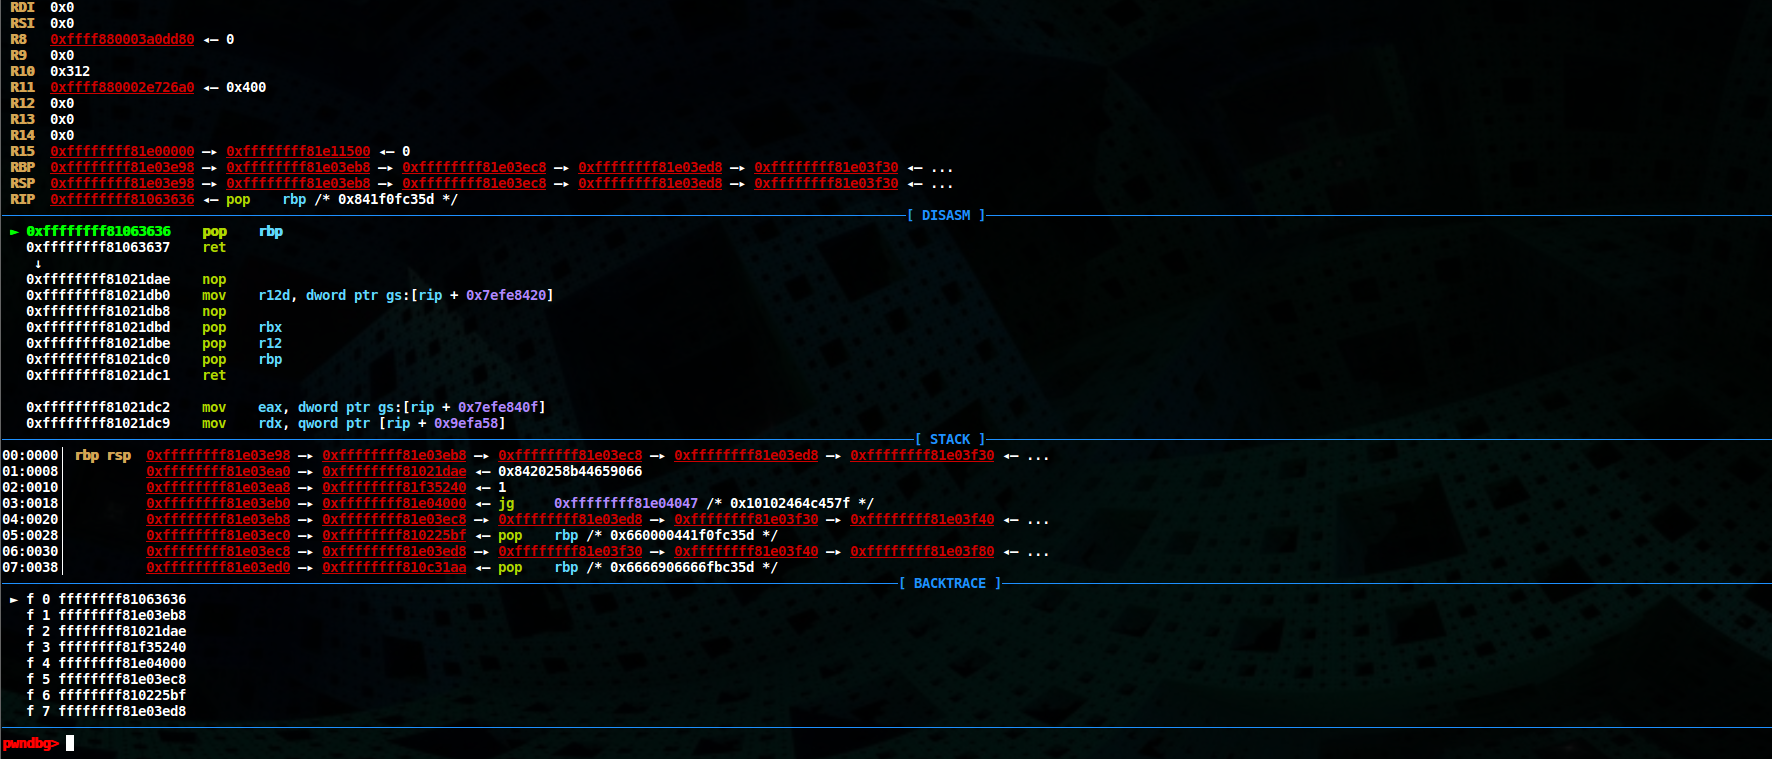 RDI  0x0
RSI  0x0
R8   0xffff880003a0dd80 ◂— 0
R9   0x0
R10  0x312
R11  0xffff880002e726a0 ◂— 0x400
R12  0x0
R13  0x0
R14  0x0
R15  0xffffffff81e00000 —▸ 0xffffffff81e11500 ◂— 0
RBP  0xffffffff81e03e98 —▸ 0xffffffff81e03eb8 —▸ 0xffffffff81e03ec8 —▸ 0xffffffff81e03ed8 —▸ 0xffffffff81e03f30 ◂— ...
RSP  0xffffffff81e03e98 —▸ 0xffffffff81e03eb8 —▸ 0xffffffff81e03ec8 —▸ 0xffffffff81e03ed8 —▸ 0xffffffff81e03f30 ◂— ...
RIP  0xffffffff81063636 ◂— pop    rbp /* 0x841f0fc35d */
[ DISASM ]
► 0xffffffff81063636    pop    rbp
0xffffffff81063637    ret
↓
0xffffffff81021dae    nop
0xffffffff81021db0    mov    r12d, dword ptr gs:[rip + 0x7efe8420]
0xffffffff81021db8    nop
0xffffffff81021dbd    pop    rbx
0xffffffff81021dbe    pop    r12
0xffffffff81021dc0    pop    rbp
0xffffffff81021dc1    ret
0xffffffff81021dc2    mov    eax, dword ptr gs:[rip + 0x7efe840f]
0xffffffff81021dc9    mov    rdx, qword ptr [rip + 0x9efa58]
[ STACK ]
00:0000│ rbp rsp  0xffffffff81e03e98 —▸ 0xffffffff81e03eb8 —▸ 0xffffffff81e03ec8 —▸ 0xffffffff81e03ed8 —▸ 0xffffffff81e03f30 ◂— ...
01:0008│          0xffffffff81e03ea0 —▸ 0xffffffff81021dae ◂— 0x8420258b44659066
02:0010│          0xffffffff81e03ea8 —▸ 0xffffffff81f35240 ◂— 1
03:0018│          0xffffffff81e03eb0 —▸ 0xffffffff81e04000 ◂— jg     0xffffffff81e04047 /* 0x10102464c457f */
04:0020│          0xffffffff81e03eb8 —▸ 0xffffffff81e03ec8 —▸ 0xffffffff81e03ed8 —▸ 0xffffffff81e03f30 —▸ 0xffffffff81e03f40 ◂— ...
05:0028│          0xffffffff81e03ec0 —▸ 0xffffffff810225bf ◂— pop    rbp /* 0x660000441f0fc35d */
06:0030│          0xffffffff81e03ec8 —▸ 0xffffffff81e03ed8 —▸ 0xffffffff81e03f30 —▸ 0xffffffff81e03f40 —▸ 0xffffffff81e03f80 ◂— ...
07:0038│          0xffffffff81e03ed0 —▸ 0xffffffff810c31aa ◂— pop    rbp /* 0x6666906666fbc35d */
[ BACKTRACE ]
► f 0 ffffffff81063636
f 1 ffffffff81e03eb8
f 2 ffffffff81021dae
f 3 ffffffff81f35240
f 4 ffffffff81e04000
f 5 ffffffff81e03ec8
f 6 ffffffff810225bf
f 7 ffffffff81e03ed8
pwndbg>